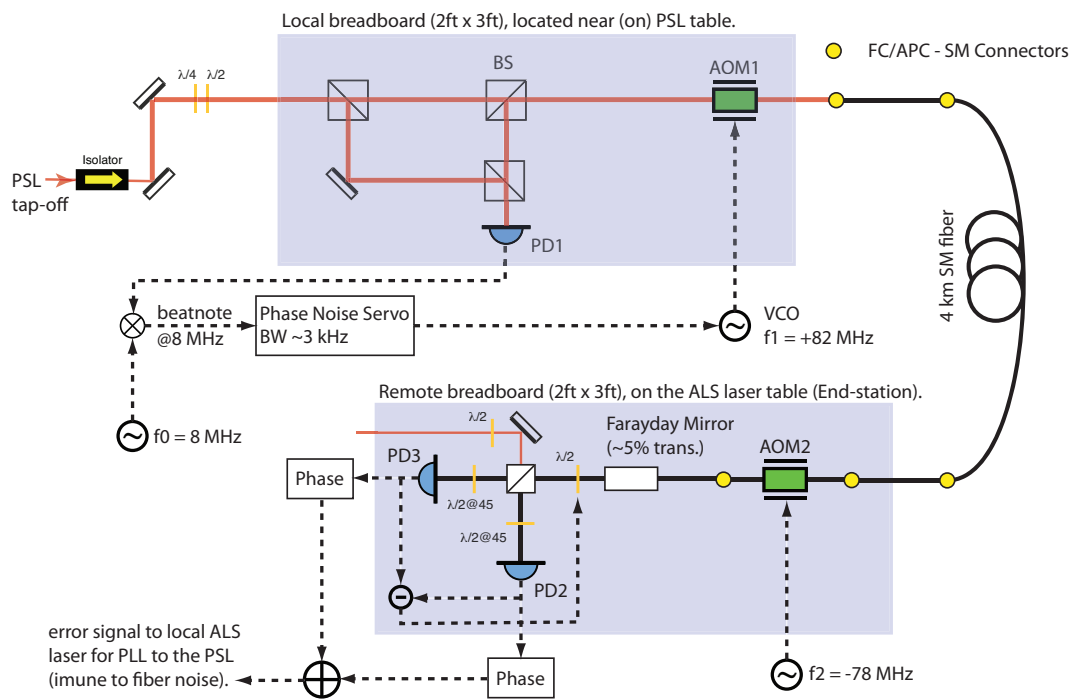 Local breadboard (2ft x 3ft), located near (on) PSL table.
BS
AOM1
FC/APC - SM Connectors
λ/4
λ/2
Isolator
PSL
tap-off
PD1
4 km SM fiber
beatnote
@8 MHz
Phase Noise Servo
BW ~3 kHz
VCO
f1 = +82 MHz
f0 = 8 MHz
Remote breadboard (2ft x 3ft), on the ALS laser table (End-station).
λ/2
Farayday Mirror
(~5% trans.)
AOM2
PD3
λ/2
Phase
λ/2@45
λ/2@45
PD2
-
error signal to local ALS
laser for PLL to the PSL
(imune to fiber noise).
Phase
f2 = -78 MHz